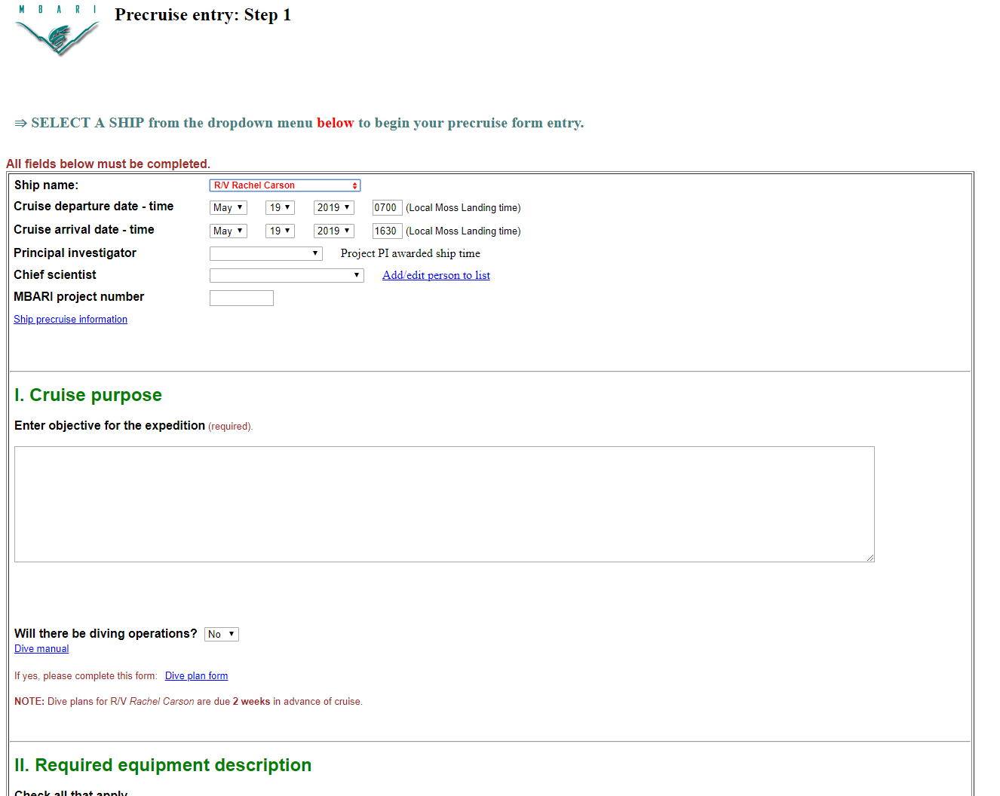 M B A R I
Precruise entry: Step 1
⇛ SELECT A SHIP from the dropdown menu below to begin your precruise form entry.
All fields below must be completed.
Ship name: R/V Rachel Carson
Cruise departure date - time May 19 2019 0700 (Local Moss Landing time)
Cruise arrival date - time May 19 2019 1630 (Local Moss Landing time)
Principal investigator Project PI awarded ship time
Chief scientist Add/edit person to list
MBARI project number
Ship precruise information
I. Cruise purpose
Enter objective for the expedition (required).
Will there be diving operations? No
Dive manual
If yes, please complete this form: Dive plan form
NOTE: Dive plans for R/V Rachel Carson are due 2 weeks in advance of cruise.
II. Required equipment description
Check all that apply